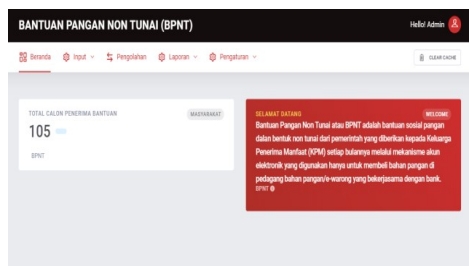 BANTUAN PANGAN NON TUNAI (BPNT)
Hello! Admin
Beranda Input Pengolahan Laporan Pengaturan
CLEAR CACHE
TOTAL CALON PENERIMA BANTUAN
MASYARAKAT
105
BPNT
SELAMAT DATANG
WELCOME
Bantuan Pangan Non Tunai atau BPNT adalah bantuan sosial pangan
dalam bentuk non tunai dari pemerintah yang diberikan kepada Keluarga
Penerima Manfaat (KPM) setiap bulannya melalui mekanisme akun
elektronik yang digunakan hanya untuk membeli bahan pangan di
pedagang bahan pangan/e-warong yang bekerjasama dengan bank.
BPNT